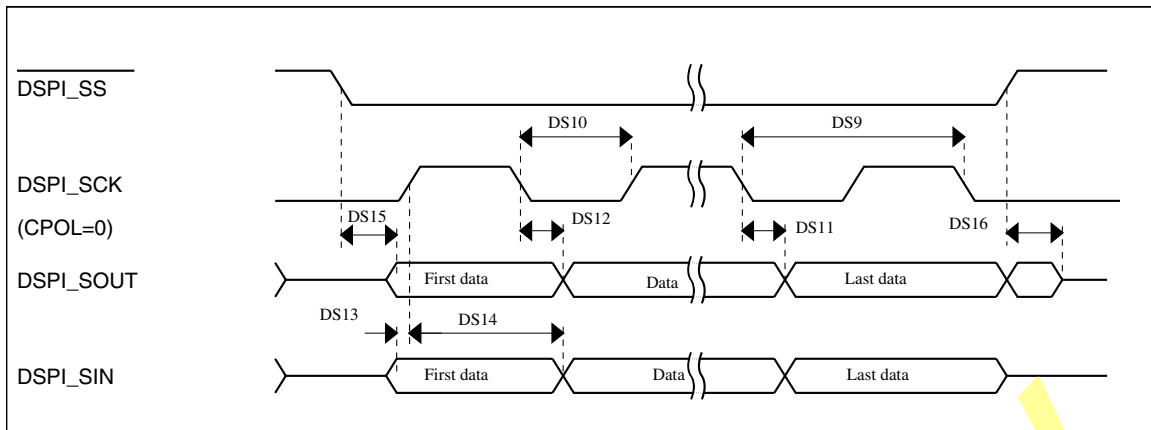 DSPI_SS
DS10
DS9
DSPI_SCK
(CPOL=0)
DS15
DS12
DS11
DS16
DSPI_SOUT
First data
Data
Last data
DS13
DS14
DSPI_SIN
First data
Data
Last data